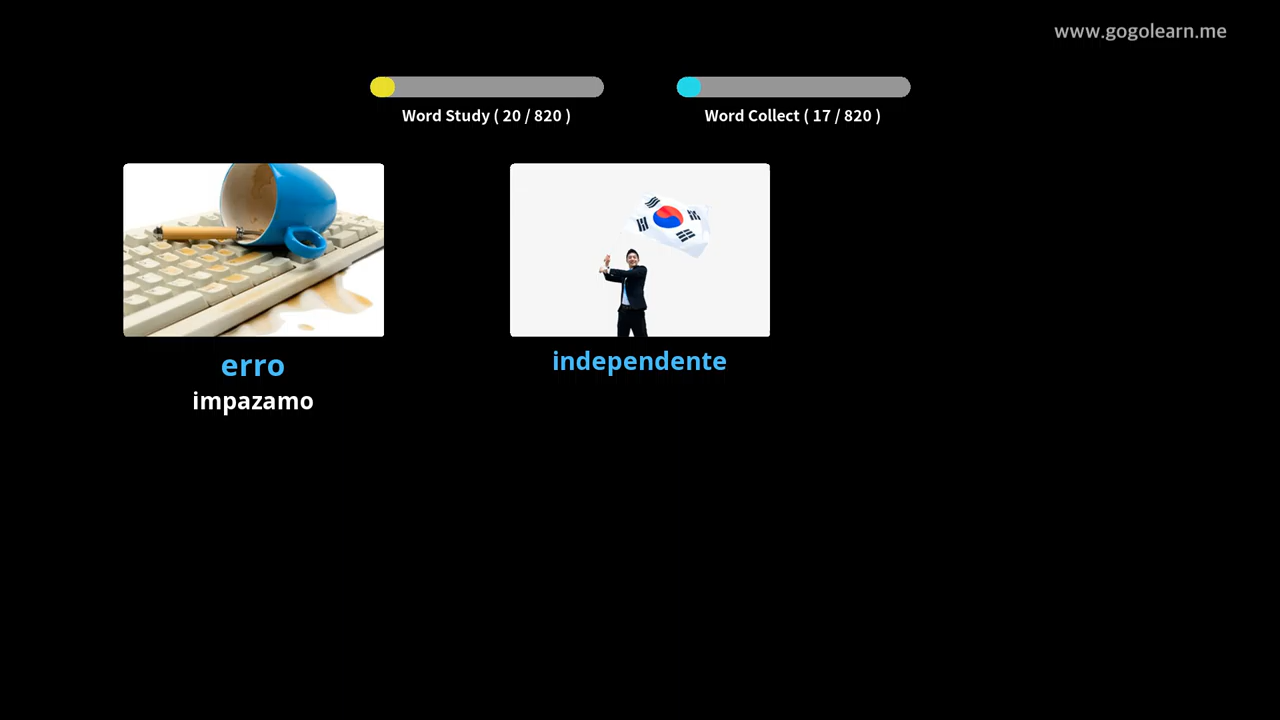 www.gogolearn.me
Word Study ( 20 / 820 )
Word Collect ( 17 / 820 )
erro
impazamo
independente